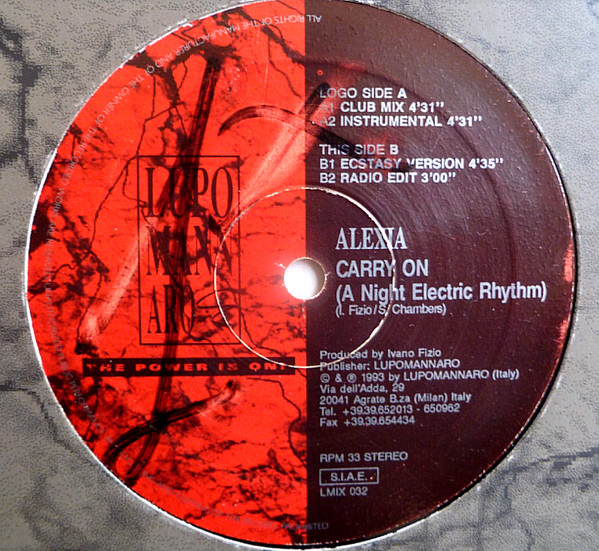 ALL RIGHTS OF THE MANUFACTURER AND OF THE OWNER OF THE
LUPO
MANN
ARO
THE POWER IS ON!
LOGO SIDE A
A1 CLUB MIX 4'31"
A2 INSTRUMENTAL 4'31"
THIS SIDE B
B1 ECSTASY VERSION 4'35"
B2 RADIO EDIT 3'00"
ALEXIA
CARRY ON
(A Night Electric Rhythm)
(I. Fizio/S. Chambers)
Produced by Ivano Fizio
Publisher: LUPOMANNARO
© & ℗ 1993 by LUPOMANNARO (Italy)
Via dell'Adda, 29
20041 Agrate B.za (Milan) Italy
Tel. +39.39.652013 - 650962
Fax +39.39.654434
RPM 33 STEREO
S.I.A.E.
LMIX 032